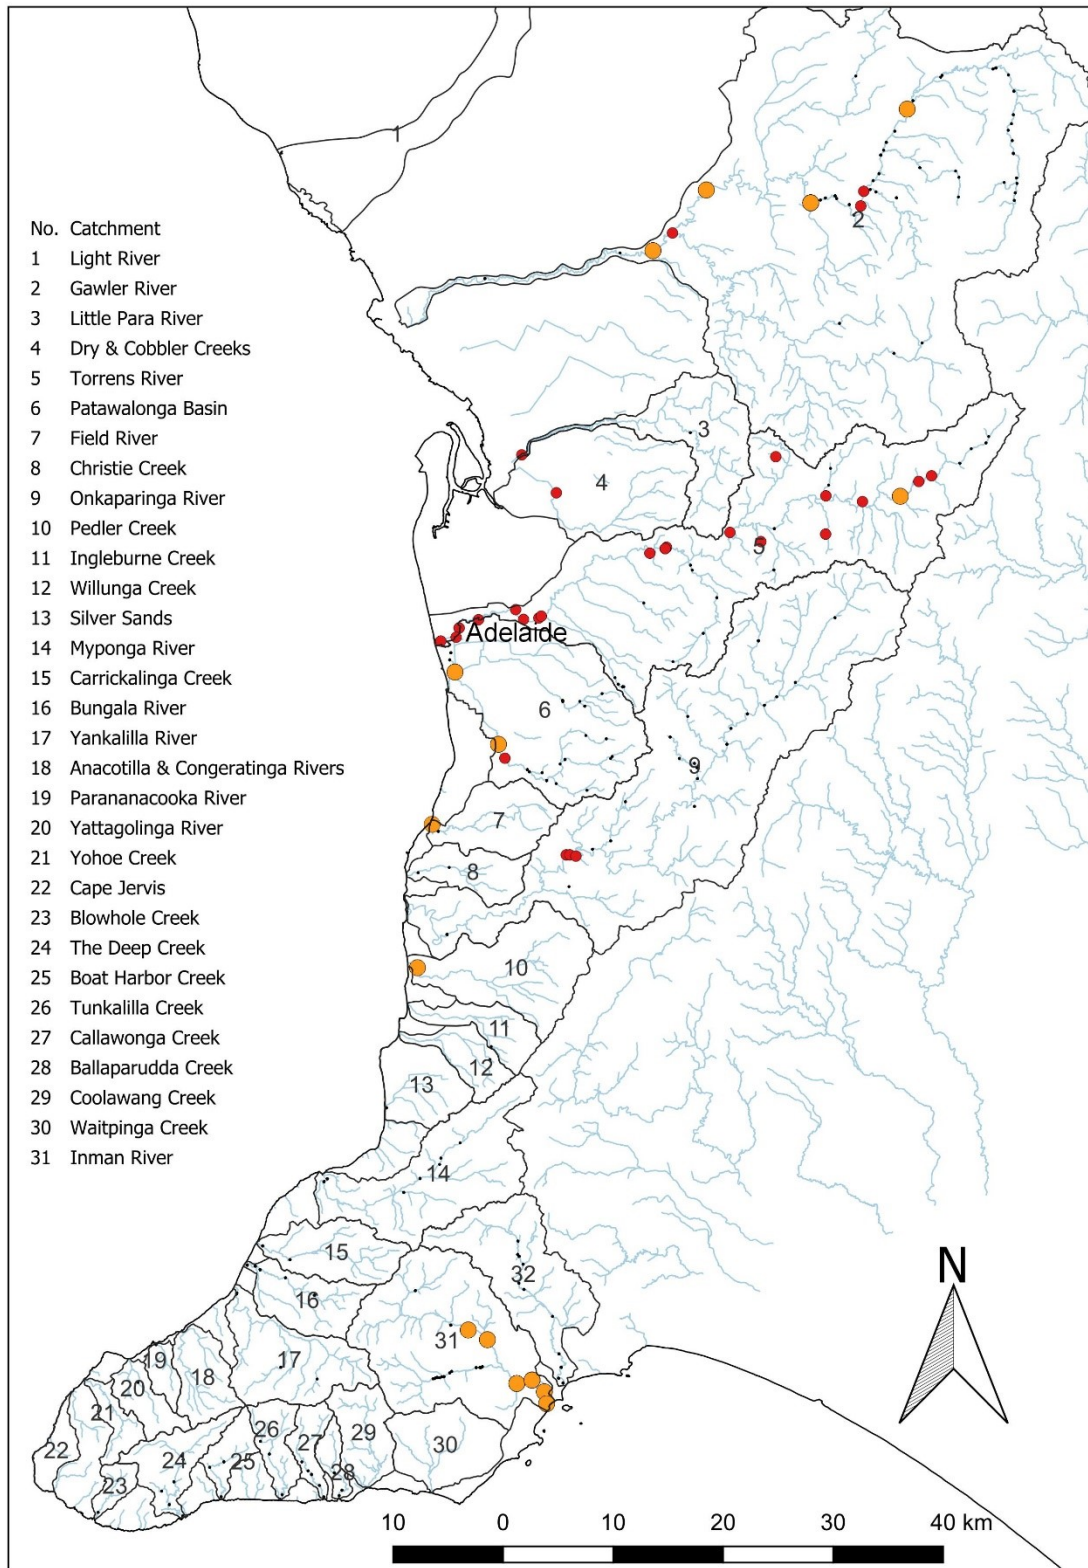 No. Catchment
1 Light River
2 Gawler River
3 Little Para River
4 Dry & Cobbler Creeks
5 Torrens River
6 Patawalonga Basin
7 Field River
8 Christie Creek
9 Onkaparinga River
10 Pedler Creek
11 Ingleburne Creek
12 Willunga Creek
13 Silver Sands
14 Myponga River
15 Carrickalinga Creek
16 Bungala River
17 Yankalilla River
18 Anacotilla & Congeratinga Rivers
19 Parananacooka River
20 Yattagolinga River
21 Yohoe Creek
22 Cape Jervis
23 Blowhole Creek
24 The Deep Creek
25 Boat Harbor Creek
26 Tunkalilla Creek
27 Callawonga Creek
28 Ballaparudda Creek
29 Coolawang Creek
30 Waitpinga Creek
31 Inman River
1
2
3
4
5
Adelaide
6
9
7
8
10
11
12
13
14
15
32
16
31
17
19
18
20
21
26
27
29
30
22
24
25
28
23
N
10 0 10 20 30 40 km